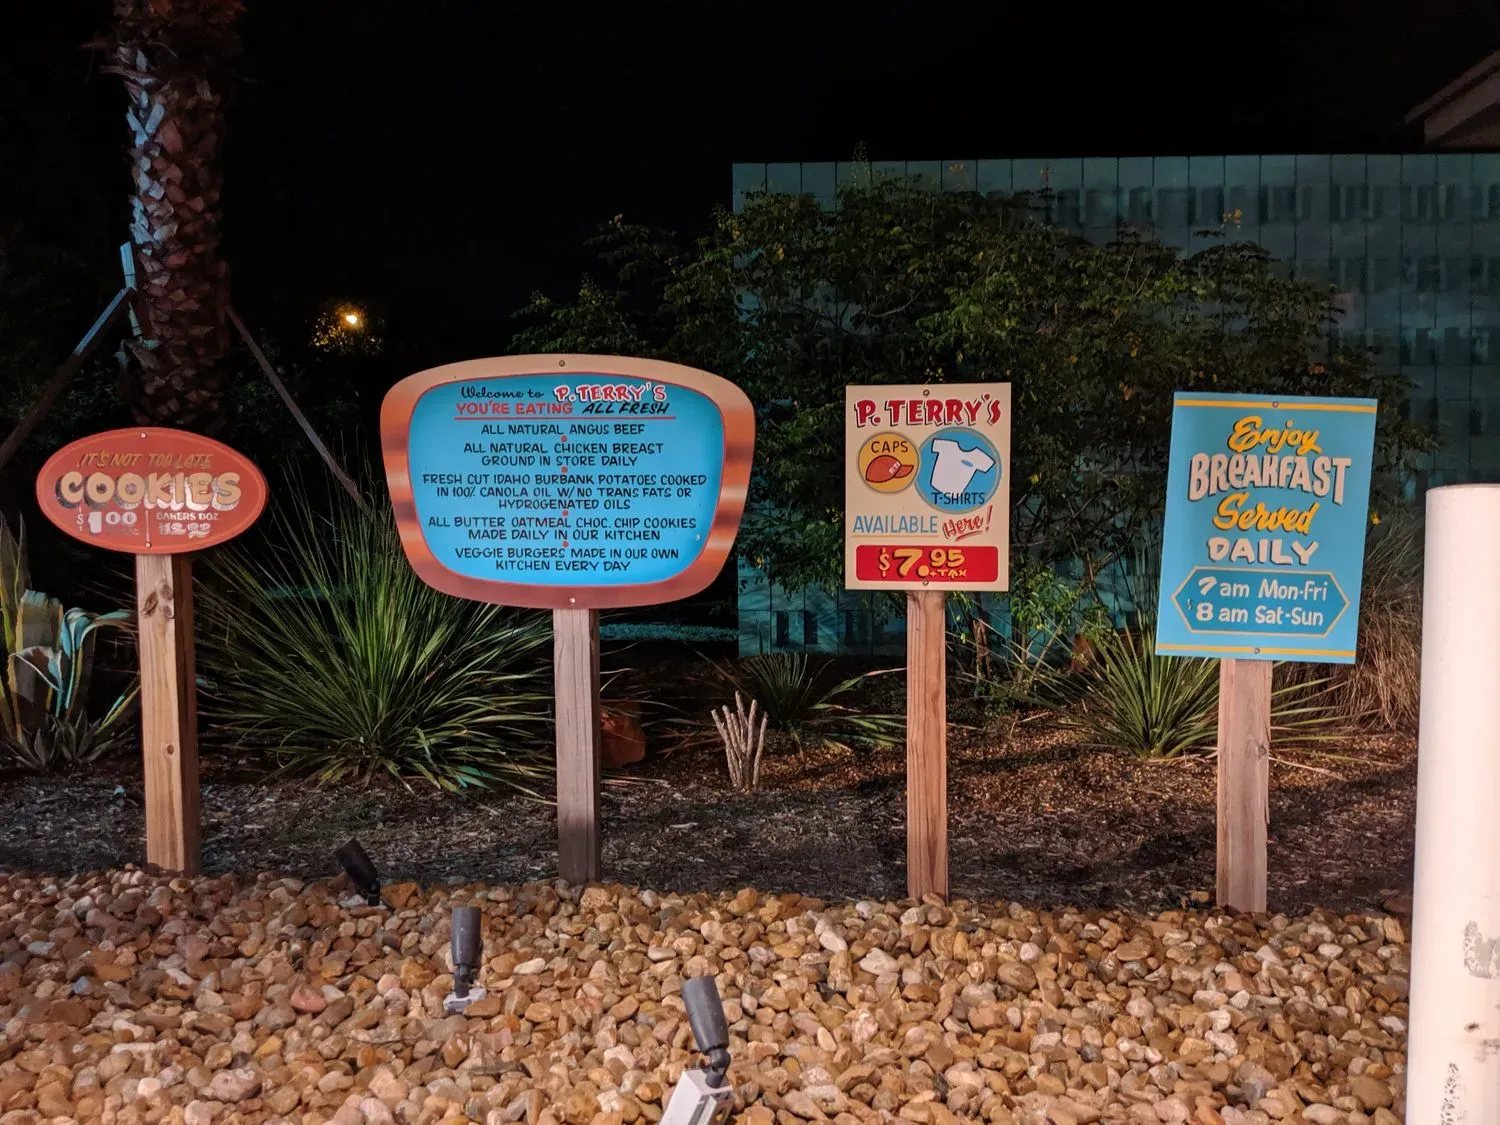 IT'S NOT TOO LATE
COOKIES
$1.00
BAKERS DOZ.
Welcome to P. TERRY'S
YOU'RE EATING ALL FRESH
ALL NATURAL ANGUS BEEF
ALL NATURAL CHICKEN BREAST
GROUND IN STORE DAILY
FRESH CUT IDAHO BURBANK POTATOES COOKED
IN 100% CANOLA OIL W/NO TRANS FATS OR
HYDROGENATED OILS
ALL BUTTER OATMEAL CHOC. CHIP COOKIES
MADE DAILY IN OUR KITCHEN
VEGGIE BURGERS MADE IN OUR OWN
KITCHEN EVERY DAY
P. TERRY'S
CAPS
T-SHIRTS
AVAILABLE Here!
$7.95
+TAX
Enjoy
BREAKFAST
Served
DAILY
7 am Mon-Fri
8 am Sat-Sun